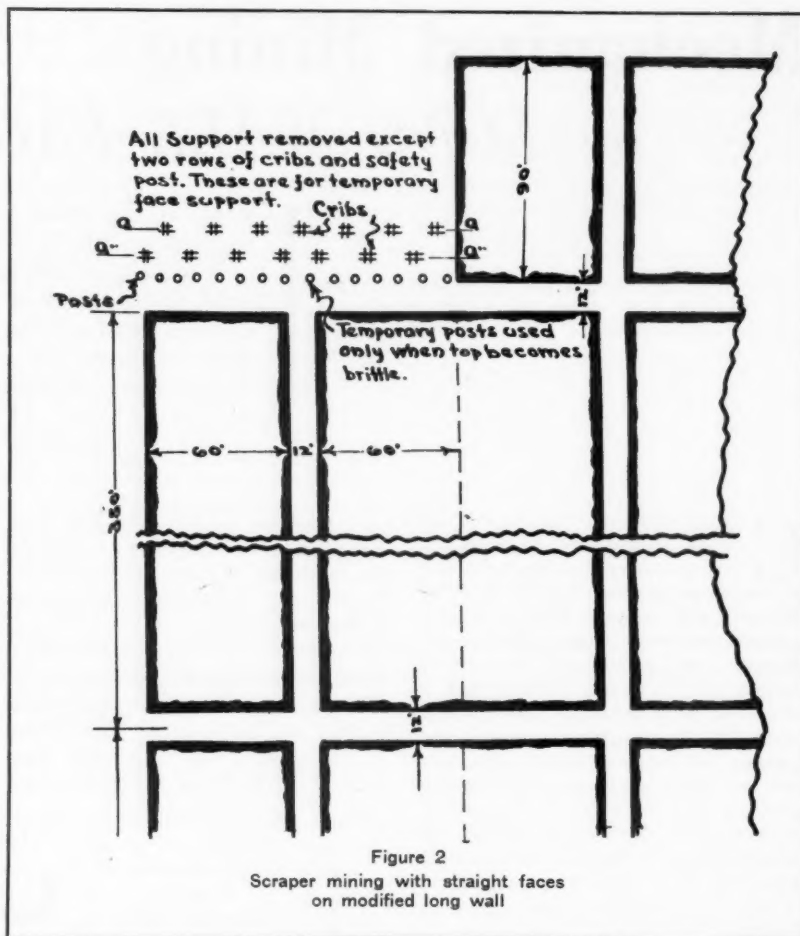 90'
All Support removed except
two rows of cribs and safety
post. These are for temporary
face support.
Cribs
a a
a" a"
Posts
12'
Temporary posts used
only when top becomes
brittle.
60' 12' 60'
350'
12'
Figure 2
Scraper mining with straight faces
on modified long wall